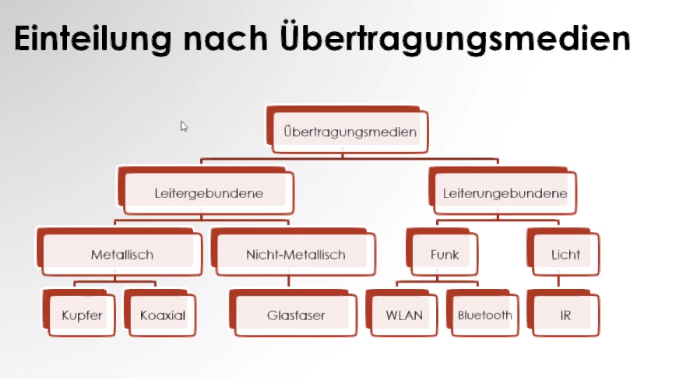 Einteilung nach Übertragungsmedien
Übertragungsmedien
Leitergebundene
Leiterungebundene
Metallisch
Nicht-Metallisch
Funk
Licht
Kupfer
Koaxial
Glasfaser
WLAN
Bluetooth
IR